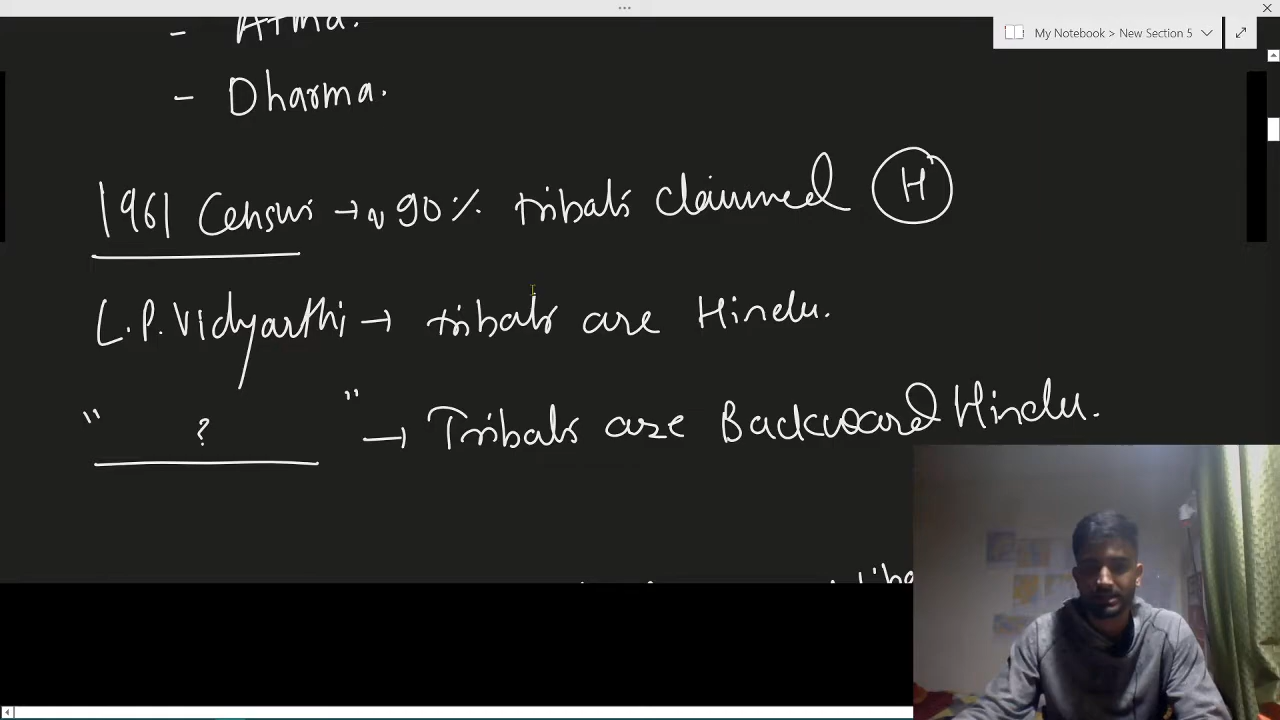 My Notebook > New Section 5
- Atma.
- Dharma.
1961 Census → ~ 90% tribals claimed H
L.P. Vidyarthi → tribals are Hindu.
" ? " → Tribals are Backward Hindu.